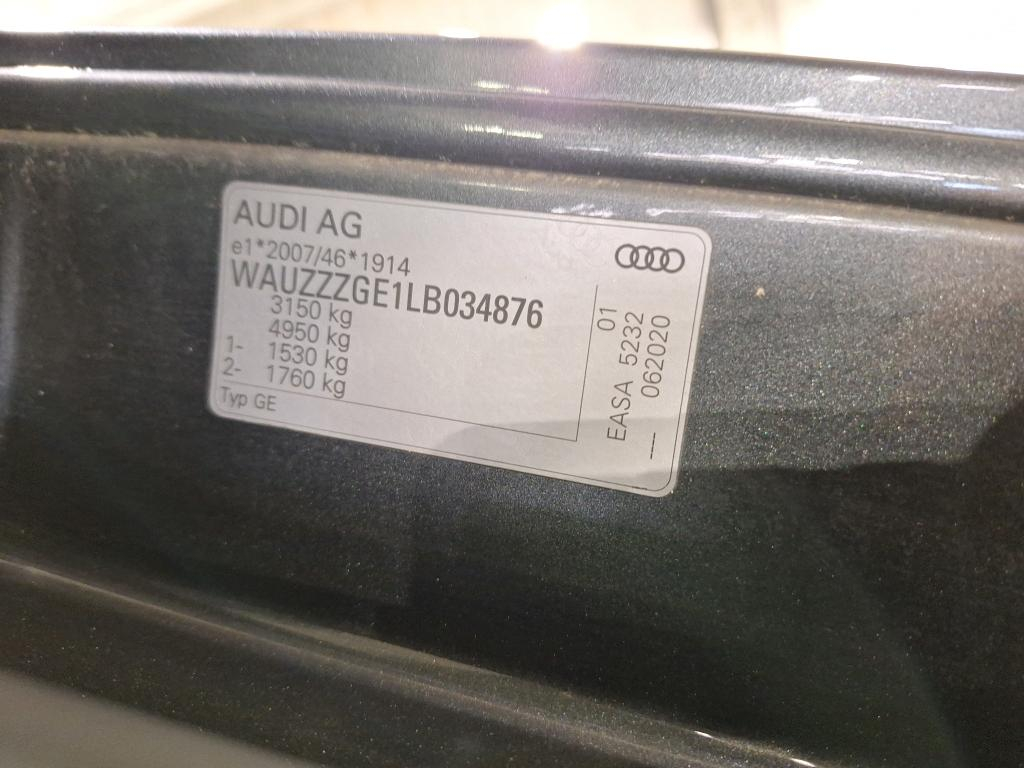 AUDI AG
e1*2007/46*1914
WAUZZZGE1LB034876
3150 kg
4950 kg
1- 1530 kg
2- 1760 kg
Typ GE
01
EASA 5232
---- 062020